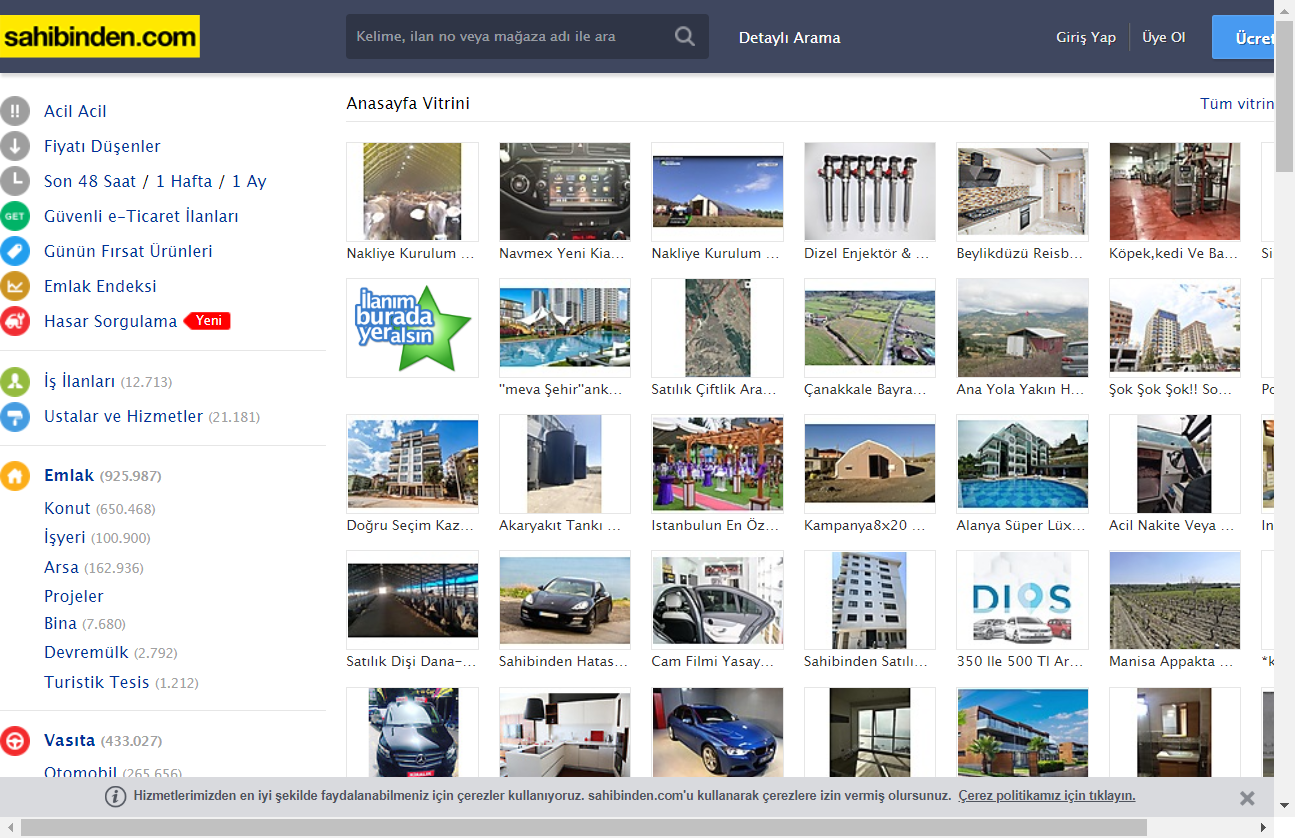 sahibinden.com
Kelime, ilan no veya mağaza adı ile ara
Detaylı Arama
Giriş Yap
Üye Ol
Ücret
Acil Acil
Fiyatı Düşenler
Son 48 Saat / 1 Hafta / 1 Ay
GET Güvenli e-Ticaret İlanları
Günün Fırsat Ürünleri
Emlak Endeksi
Hasar Sorgulama Yeni
İş İlanları (12.713)
Ustalar ve Hizmetler (21.181)
Emlak (925.987)
Konut (650.468)
İşyeri (100.900)
Arsa (162.936)
Projeler
Bina (7.680)
Devremülk (2.792)
Turistik Tesis (1.212)
Vasıta (433.027)
Otomobil (265.656)
Anasayfa Vitrini
Tüm vitrin
Nakliye Kurulum ...
Navmex Yeni Kia...
Nakliye Kurulum ...
Dizel Enjektör & ...
Beylikdüzü Reisb...
Köpek,kedi Ve Ba...
Si
ilanım
burada
yeralsın
"meva Şehir"ank...
Satılık Çiftlik Ara...
Çanakkale Bayra...
Ana Yola Yakın H...
Şok Şok Şok!! So...
Po
Doğru Seçim Kaz...
Akaryakıt Tankı ...
Istanbulun En Öz...
Kampanya8x20 ...
Alanya Süper Lüx...
Acil Nakite Veya ...
In
DIOS
Satılık Dişi Dana-...
Sahibinden Hatas...
Cam Filmi Yasay...
Sahibinden Satılı...
350 Ile 500 Tl Ar...
Manisa Appakta ...
*k
Hizmetlerimizden en iyi şekilde faydalanabilmeniz için çerezler kullanıyoruz. sahibinden.com'u kullanarak çerezlere izin vermiş olursunuz. Çerez politikamız için tıklayın.